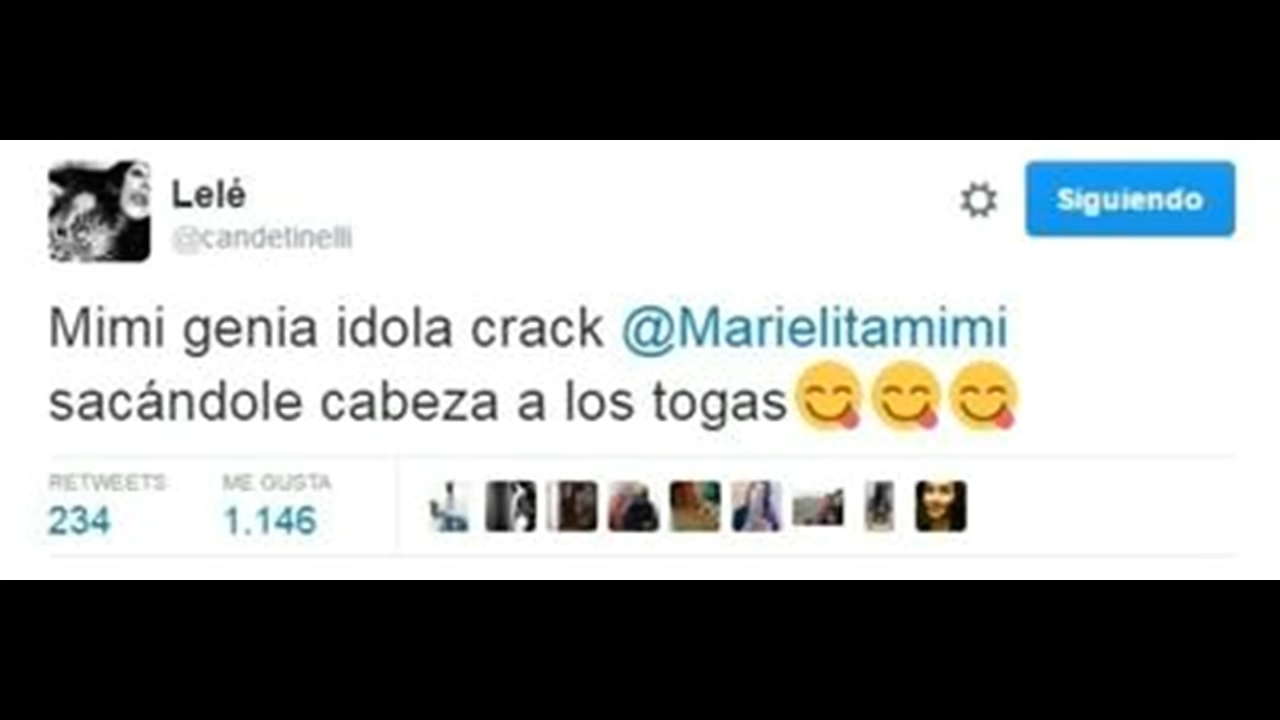 Lelé
@candetinelli
Siguiendo
Mimi genia idola crack @Marielitamimi
sacándole cabeza a los togas😋😋😋
RETWEETS ME GUSTA
234 1.146